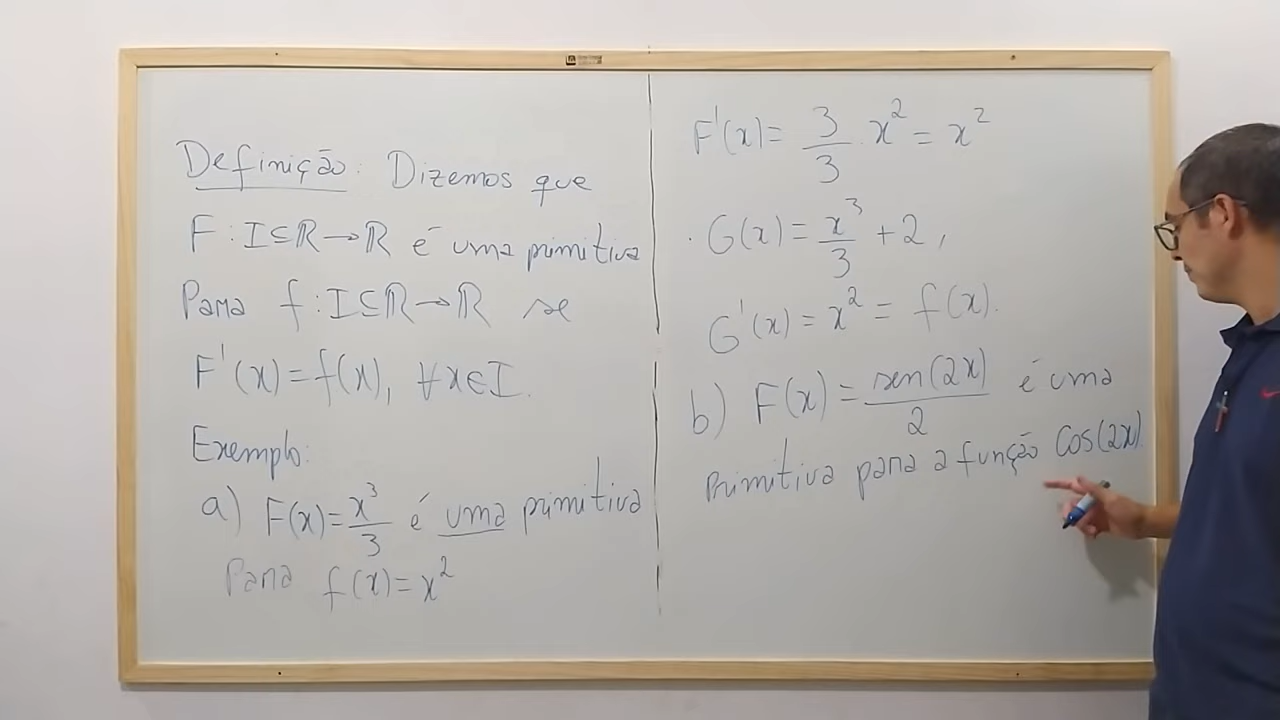 Definição: Dizemos que
F: I⊆ℝ→ℝ é uma primitiva
Para f: I⊆ℝ→ℝ se
F'(x)=f(x), ∀x∈I.
Exemplo:
a) F(x)=x³/3 é uma primitiva
Para f(x)=x²
F'(x)= 3/3 · x² = x²
· G(x)= x³/3 +2,
G'(x)= x² = f(x).
b) F(x)= sen(2x)/2 é uma
Primitiva para a função cos(2x)